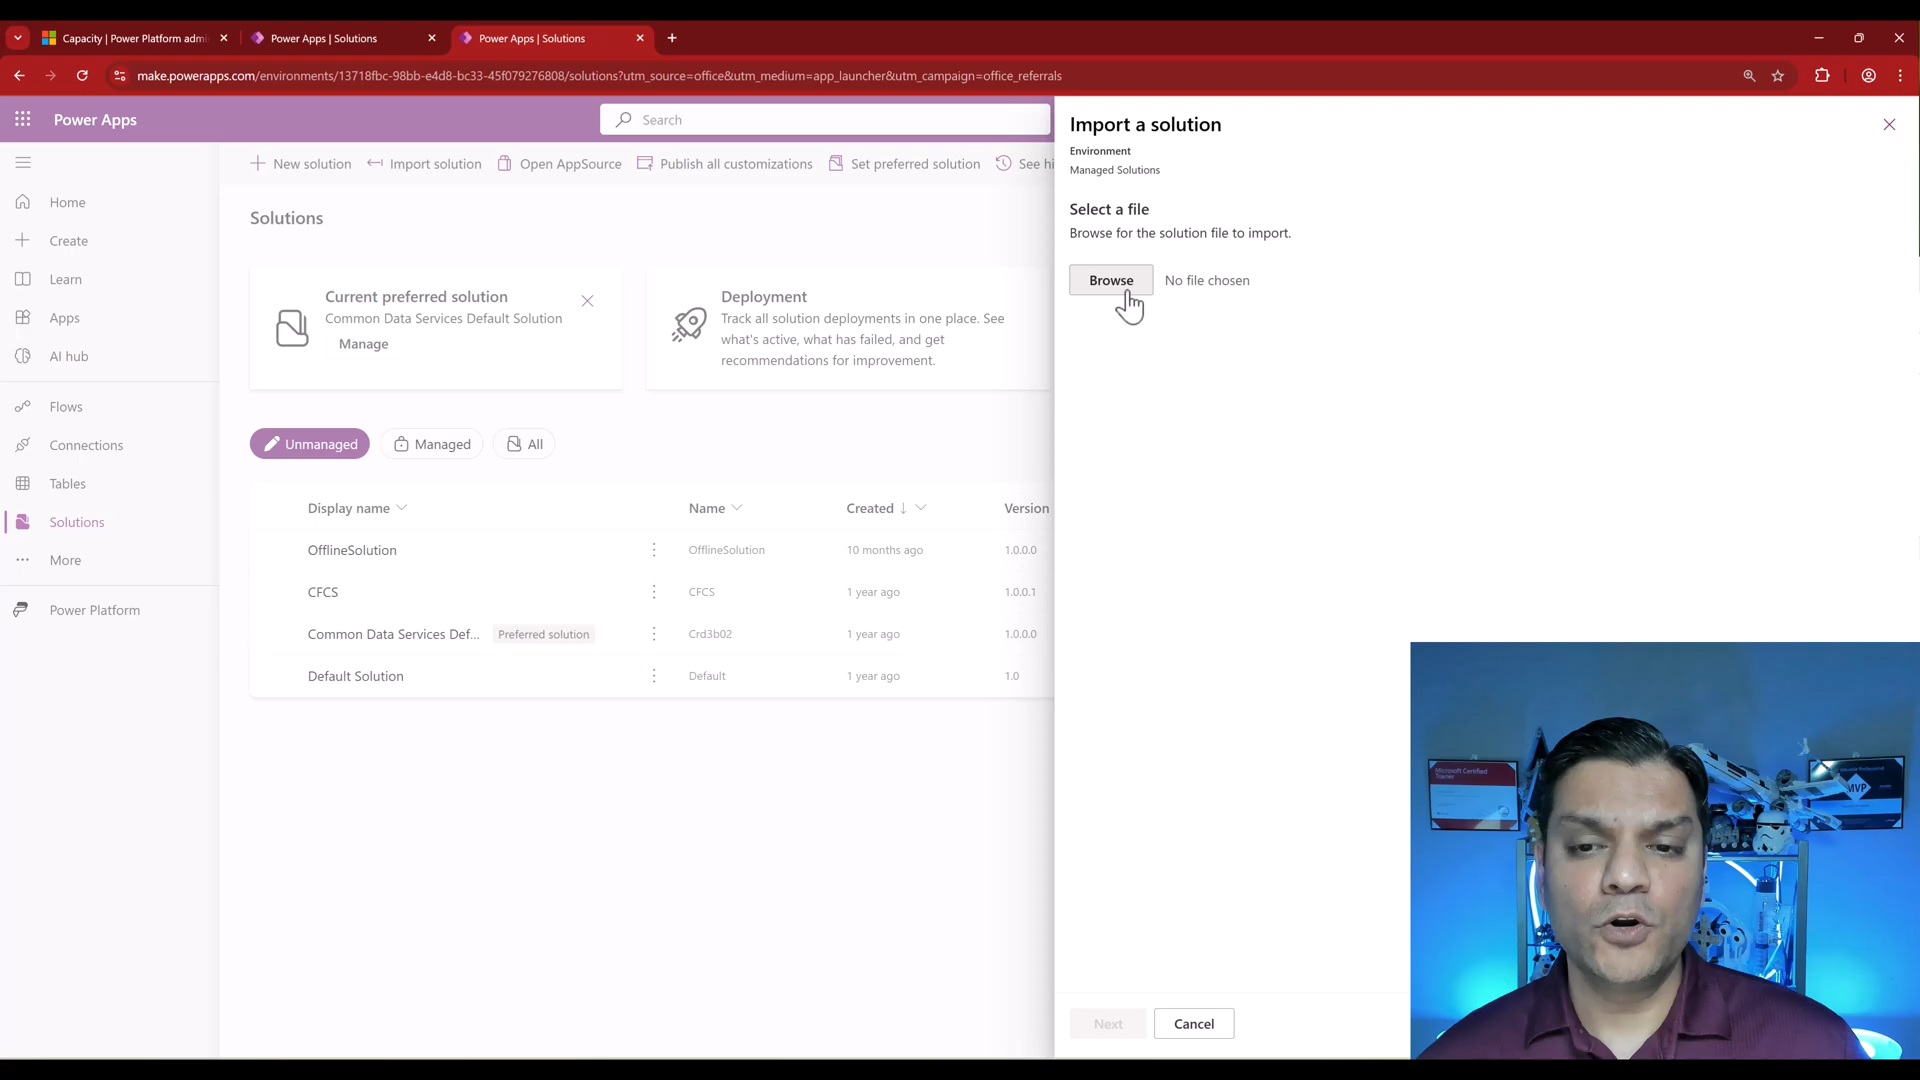 Capacity | Power Platform adm
Power Apps | Solutions
Power Apps | Solutions
make.powerapps.com/environments/13718fbc-98bb-e4d8-bc33-45f079276808/solutions?utm_source=office&utm_medium=app_launcher&utm_campaign=office_referrals
Power Apps
Search
New solution
Import solution
Open AppSource
Publish all customizations
Set preferred solution
See hi
Home
Create
Learn
Apps
AI hub
Flows
Connections
Tables
Solutions
More
Power Platform
Solutions
Current preferred solution
Common Data Services Default Solution
Manage
Deployment
Track all solution deployments in one place. See
what's active, what has failed, and get
recommendations for improvement.
Unmanaged
Managed
All
Display name Name Created Version
OfflineSolution OfflineSolution 10 months ago 1.0.0.0
CFCS CFCS 1 year ago 1.0.0.1
Common Data Services Def... Preferred solution Crd3b02 1 year ago 1.0.0.0
Default Solution Default 1 year ago 1.0
Import a solution
Environment
Managed Solutions
Select a file
Browse for the solution file to import.
Browse
No file chosen
Next
Cancel
Microsoft Certified
Trainer
MVP